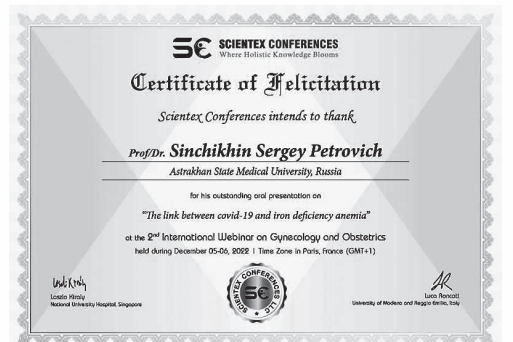 SC SCIENTEX CONFERENCES
Where Holistic Knowledge Blooms
Certificate of Felicitation
Scientex Conferences intends to thank
Prof/Dr. Sinchikhin Sergey Petrovich
Astrakhan State Medical University, Russia
for his outstanding oral presentation on
"The link between covid-19 and iron deficiency anemia"
at the 2nd International Webinar on Gynecology and Obstetrics
held during December 05-06, 2022 | Time Zone in Paris, France (GMT+1)
Laszlo Kiraly
National University Hospital, Singapore
SCIENTEX CONFERENCES LLC
SC
Luca Roncati
University of Modena and Reggio Emilia, Italy